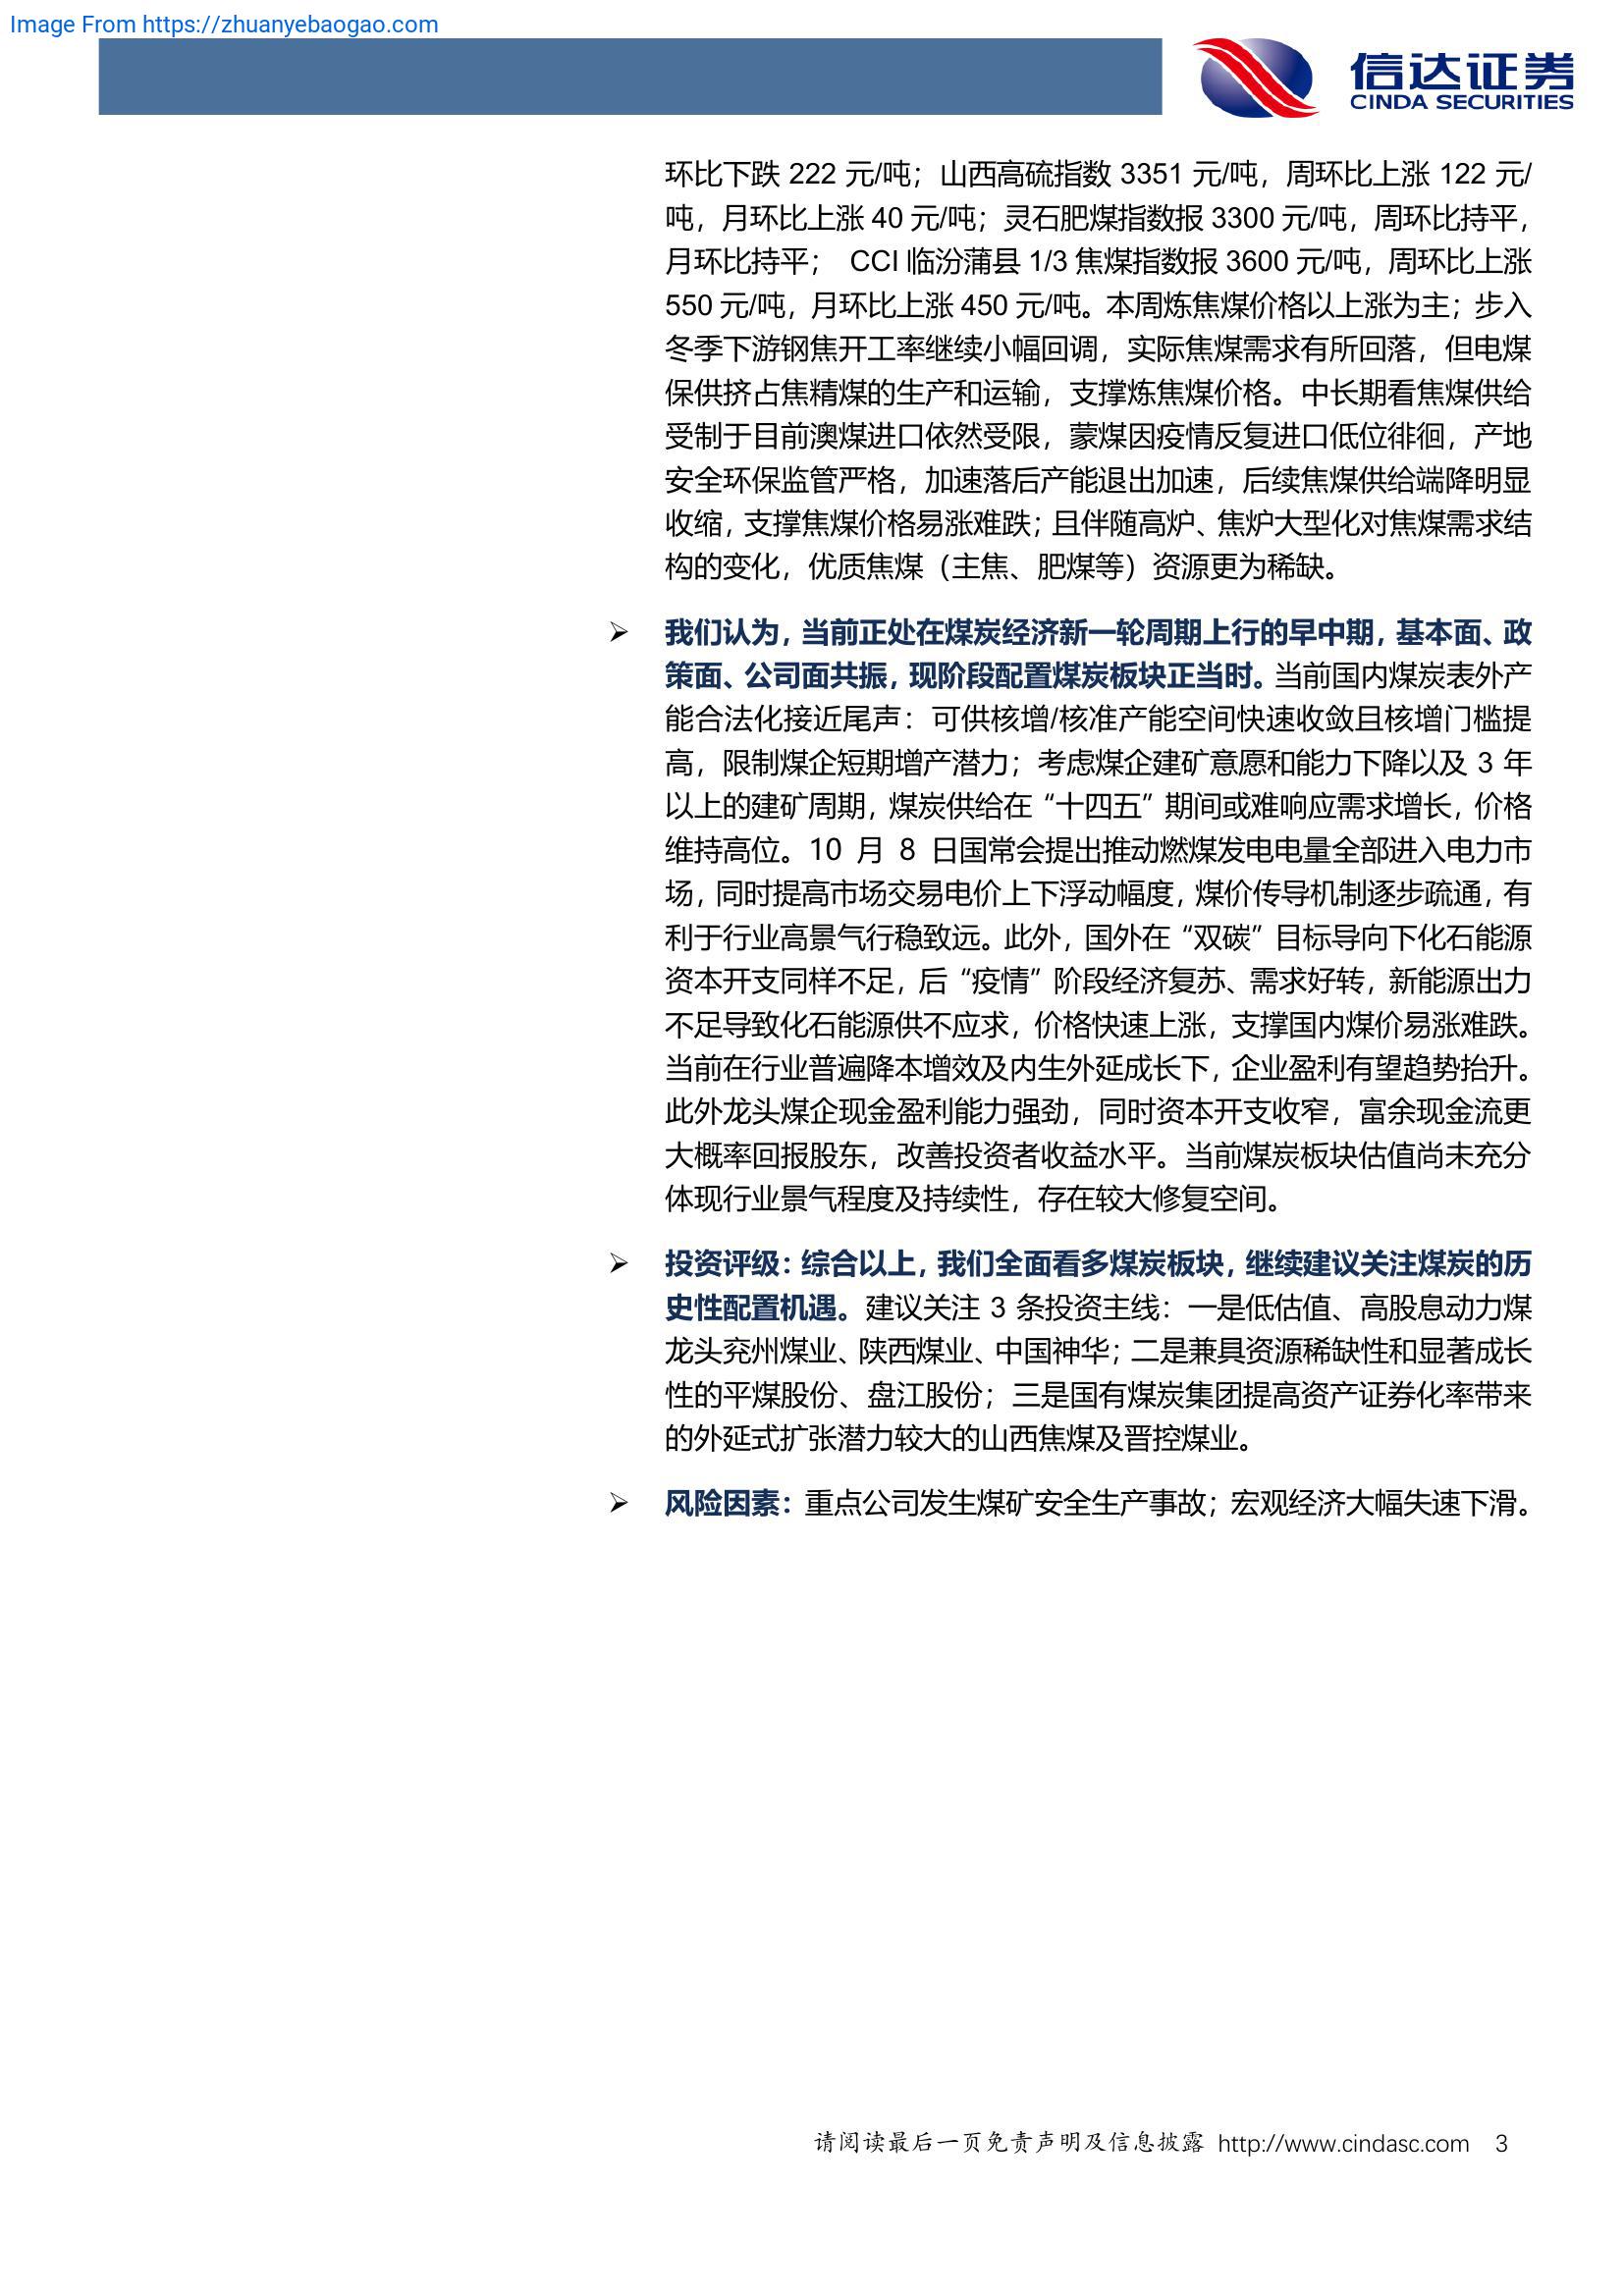 Image From https://zhuanyebaogao.com
信达证券
CINDA SECURITIES
环比下跌 222 元/吨；山西高硫指数 3351 元/吨，周环比上涨 122 元/
吨，月环比上涨 40 元/吨；灵石肥煤指数报 3300 元/吨，周环比持平，
月环比持平； CCI 临汾蒲县 1/3 焦煤指数报 3600 元/吨，周环比上涨
550 元/吨，月环比上涨 450 元/吨。本周炼焦煤价格以上涨为主；步入
冬季下游钢焦开工率继续小幅回调，实际焦煤需求有所回落，但电煤
保供挤占焦精煤的生产和运输，支撑炼焦煤价格。中长期看焦煤供给
受制于目前澳煤进口依然受限，蒙煤因疫情反复进口低位徘徊，产地
安全环保监管严格，加速落后产能退出加速，后续焦煤供给端降明显
收缩，支撑焦煤价格易涨难跌；且伴随高炉、焦炉大型化对焦煤需求结
构的变化，优质焦煤（主焦、肥煤等）资源更为稀缺。
➢ 我们认为，当前正处在煤炭经济新一轮周期上行的早中期，基本面、政
策面、公司面共振，现阶段配置煤炭板块正当时。当前国内煤炭表外产
能合法化接近尾声：可供核增/核准产能空间快速收敛且核增门槛提
高，限制煤企短期增产潜力；考虑煤企建矿意愿和能力下降以及 3 年
以上的建矿周期，煤炭供给在“十四五”期间或难响应需求增长，价格
维持高位。10 月 8 日国常会提出推动燃煤发电电量全部进入电力市
场，同时提高市场交易电价上下浮动幅度，煤价传导机制逐步疏通，有
利于行业高景气行稳致远。此外，国外在“双碳”目标导向下化石能源
资本开支同样不足，后“疫情”阶段经济复苏、需求好转，新能源出力
不足导致化石能源供不应求，价格快速上涨，支撑国内煤价易涨难跌。
当前在行业普遍降本增效及内生外延成长下，企业盈利有望趋势抬升。
此外龙头煤企现金盈利能力强劲，同时资本开支收窄，富余现金流更
大概率回报股东，改善投资者收益水平。当前煤炭板块估值尚未充分
体现行业景气程度及持续性，存在较大修复空间。
➢ 投资评级：综合以上，我们全面看多煤炭板块，继续建议关注煤炭的历
史性配置机遇。建议关注 3 条投资主线：一是低估值、高股息动力煤
龙头兖州煤业、陕西煤业、中国神华；二是兼具资源稀缺性和显著成长
性的平煤股份、盘江股份；三是国有煤炭集团提高资产证券化率带来
的外延式扩张潜力较大的山西焦煤及晋控煤业。
➢ 风险因素：重点公司发生煤矿安全生产事故；宏观经济大幅失速下滑。
请阅读最后一页免责声明及信息披露 http://www.cindasc.com 3